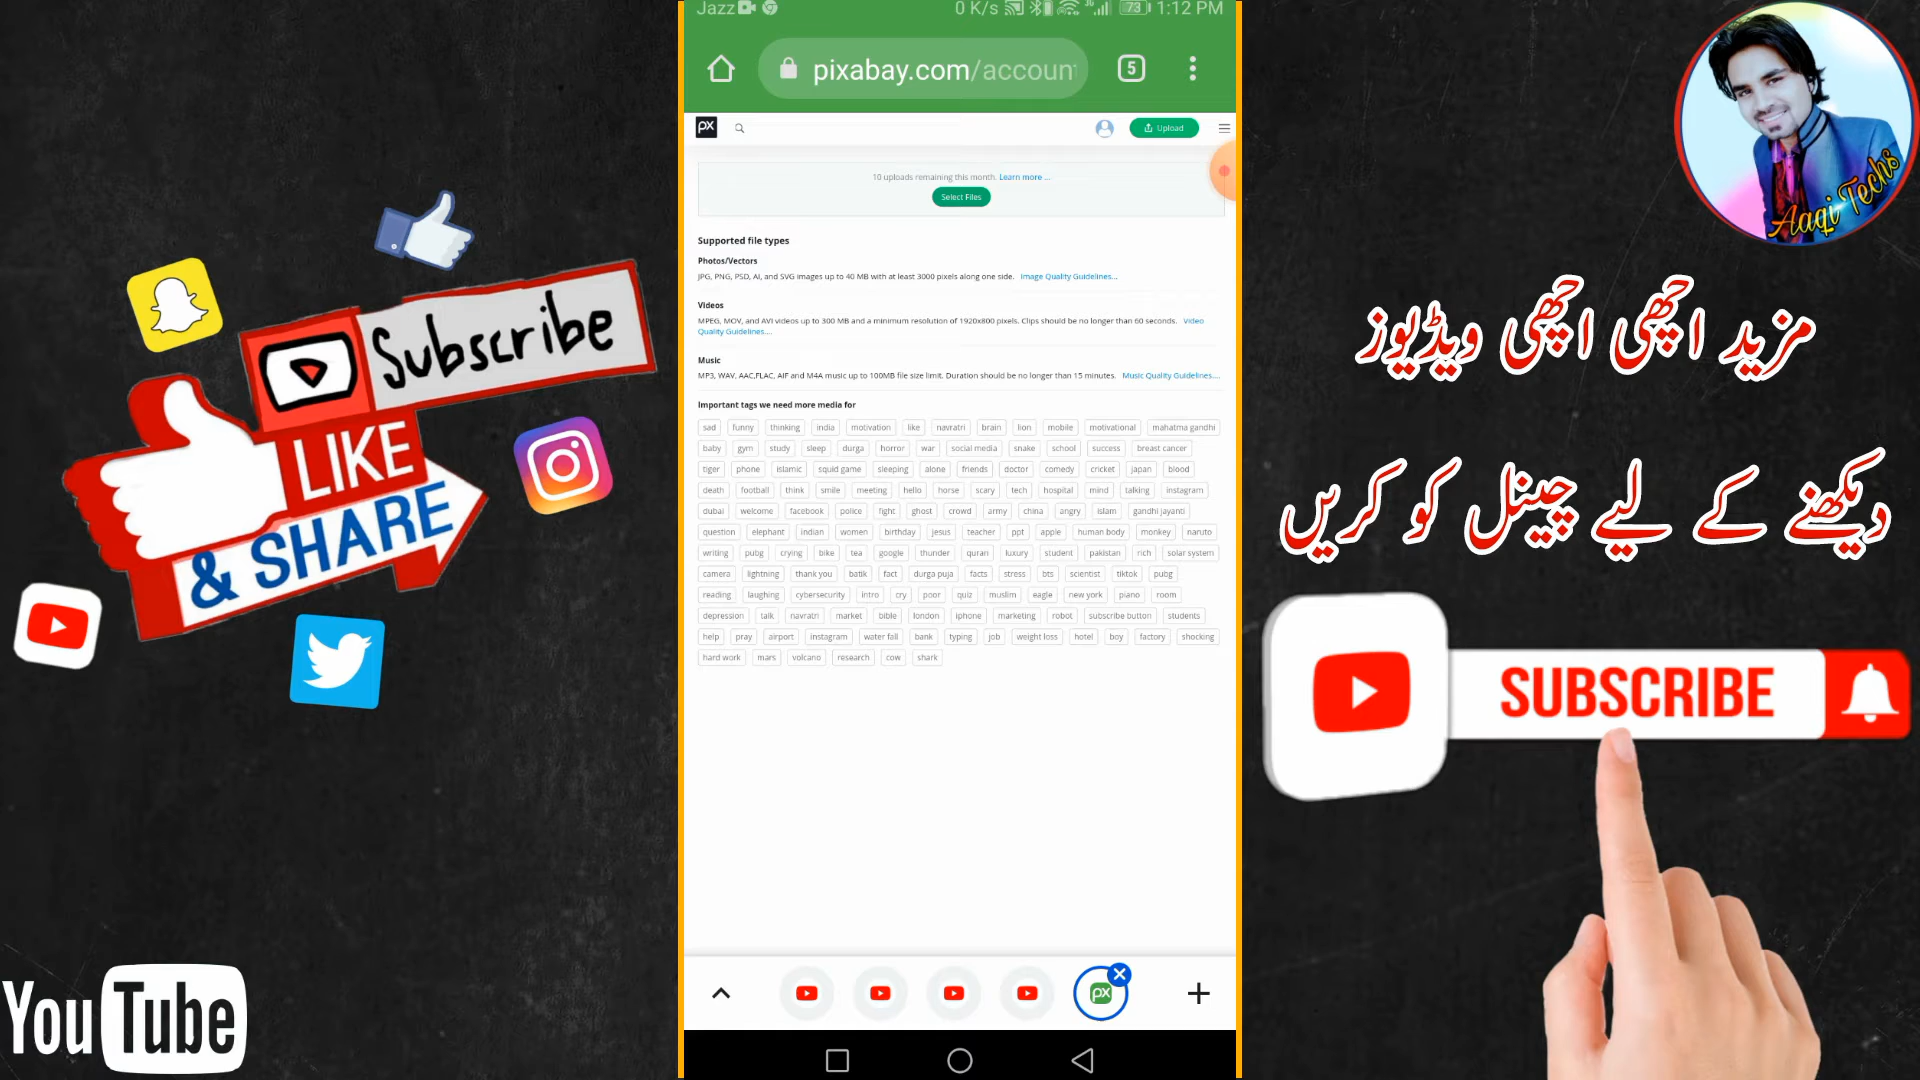 Jazz 0 K/s 73 1:12 PM
pixabay.com/accoun 5
px Upload
10 uploads remaining this month. Learn more ...
Select Files
Supported file types
Photos/Vectors
JPG, PNG, PSD, AI, and SVG images up to 40 MB with at least 3000 pixels along one side. Image Quality Guidelines...
Videos
MPEG, MOV, and AVI videos up to 300 MB and a minimum resolution of 1920x800 pixels. Clips should be no longer than 60 seconds. Video
Quality Guidelines....
Music
MP3, WAV, AAC,FLAC, AIF and M4A music up to 100MB file size limit. Duration should be no longer than 15 minutes. Music Quality Guidelines....
Important tags we need more media for
sad funny thinking india motivation like navratri brain lion mobile motivational mahatma gandhi
baby gym study sleep durga horror war social media snake school success breast cancer
tiger phone islamic squid game sleeping alone friends doctor comedy cricket japan blood
death football think smile meeting hello horse scary tech hospital mind talking instagram
dubai welcome facebook police fight ghost crowd army china angry islam gandhi jayanti
question elephant indian women birthday jesus teacher ppt apple human body monkey naruto
writing pubg crying bike tea google thunder quran luxury student pakistan rich solar system
camera lightning thank you batik fact durga puja facts stress bts scientist tiktok pubg
reading laughing cybersecurity intro cry poor quiz muslim eagle new york piano room
depression talk navratri market bible london iphone marketing robot subscribe button students
help pray airport instagram water fall bank typing job weight loss hotel boy factory shocking
hard work mars volcano research cow shark
px
Subscribe
LIKE
& SHARE
YouTube
Aaqi Techs
مزید اچھی اچھی ویڈیوز
دیکھنے کے لیے چینل کو کریں
SUBSCRIBE